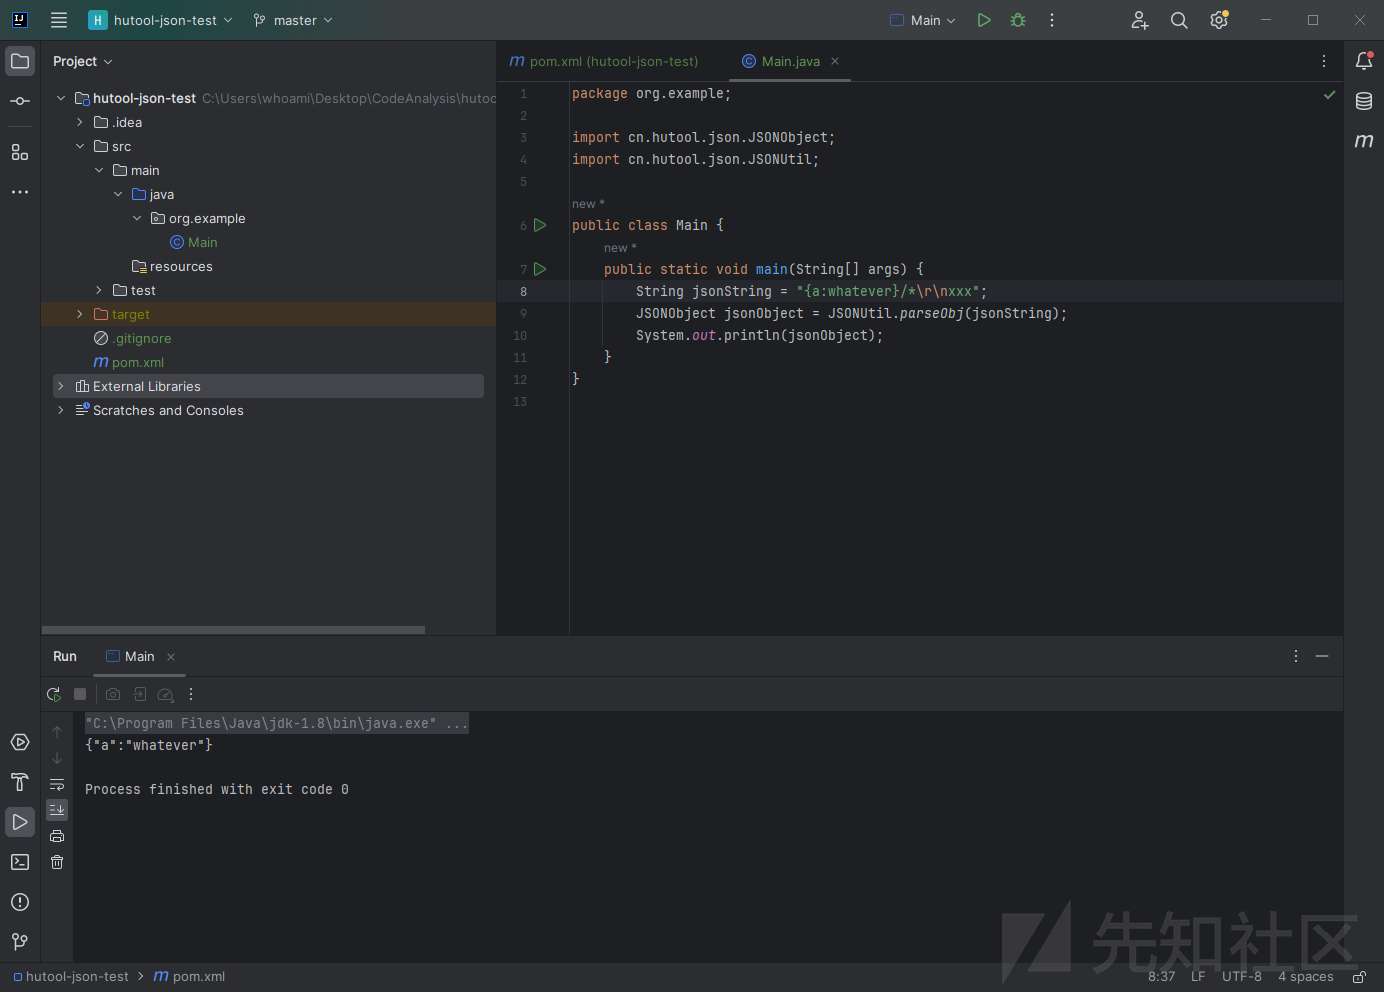 hutool-json-test
master
Main
Project
pom.xml (hutool-json-test)
Main.java
hutool-json-test C:\Users\whoami\Desktop\CodeAnalysis\hutoo
.idea
src
main
java
org.example
Main
resources
test
target
.gitignore
pom.xml
External Libraries
Scratches and Consoles
1 package org.example;
2
3 import cn.hutool.json.JSONObject;
4 import cn.hutool.json.JSONUtil;
5
new *
6 public class Main {
new *
7 public static void main(String[] args) {
8 String jsonString = "{a:whatever}/*\r\nxxx";
9 JSONObject jsonObject = JSONUtil.parseObj(jsonString);
10 System.out.println(jsonObject);
11 }
12 }
13
Run
Main
"C:\Program Files\Java\jdk-1.8\bin\java.exe" ...
{"a":"whatever"}
Process finished with exit code 0
先知社区
hutool-json-test > pom.xml
8:37 LF UTF-8 4 spaces